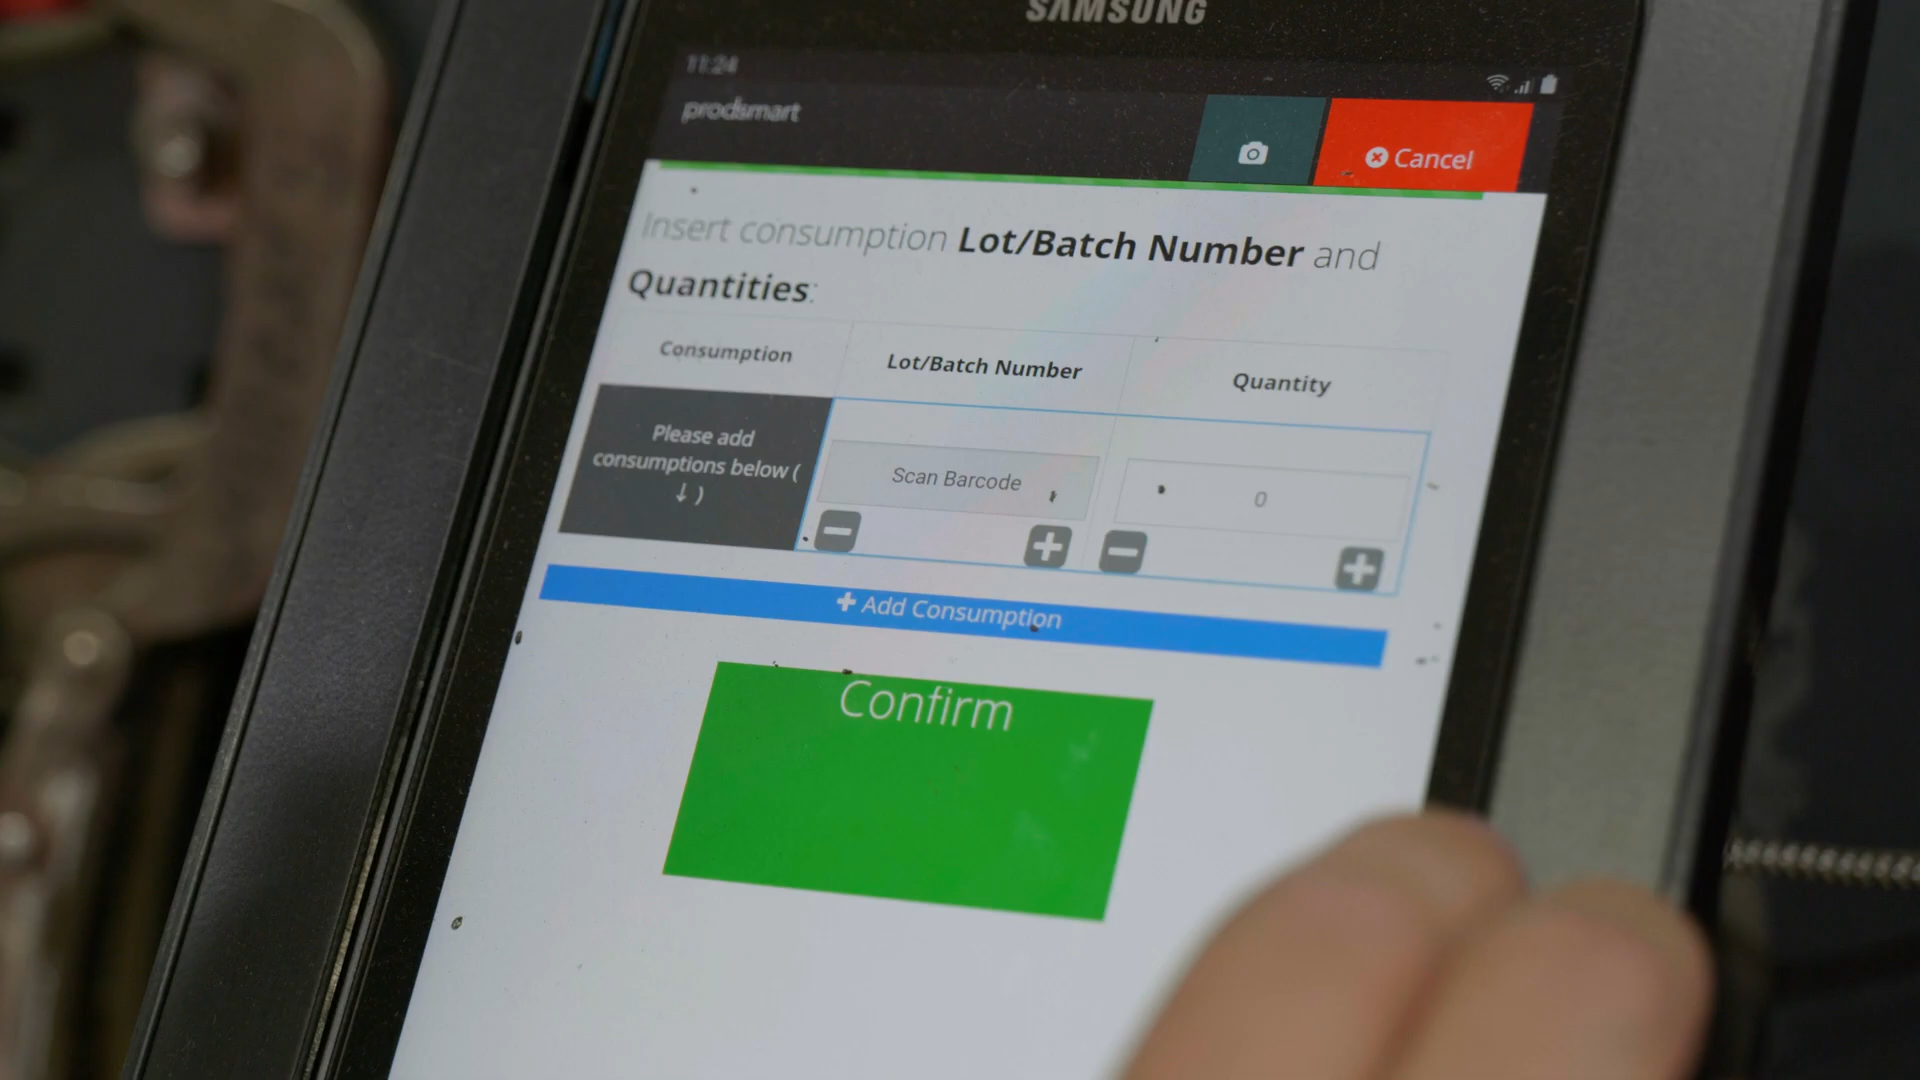 SAMSUNG
11:24
prodsmart
Cancel
Insert consumption Lot/Batch Number and
Quantities:
Consumption Lot/Batch Number Quantity
Please add
consumptions below (
↓ )
Scan Barcode
0
+ Add Consumption
Confirm